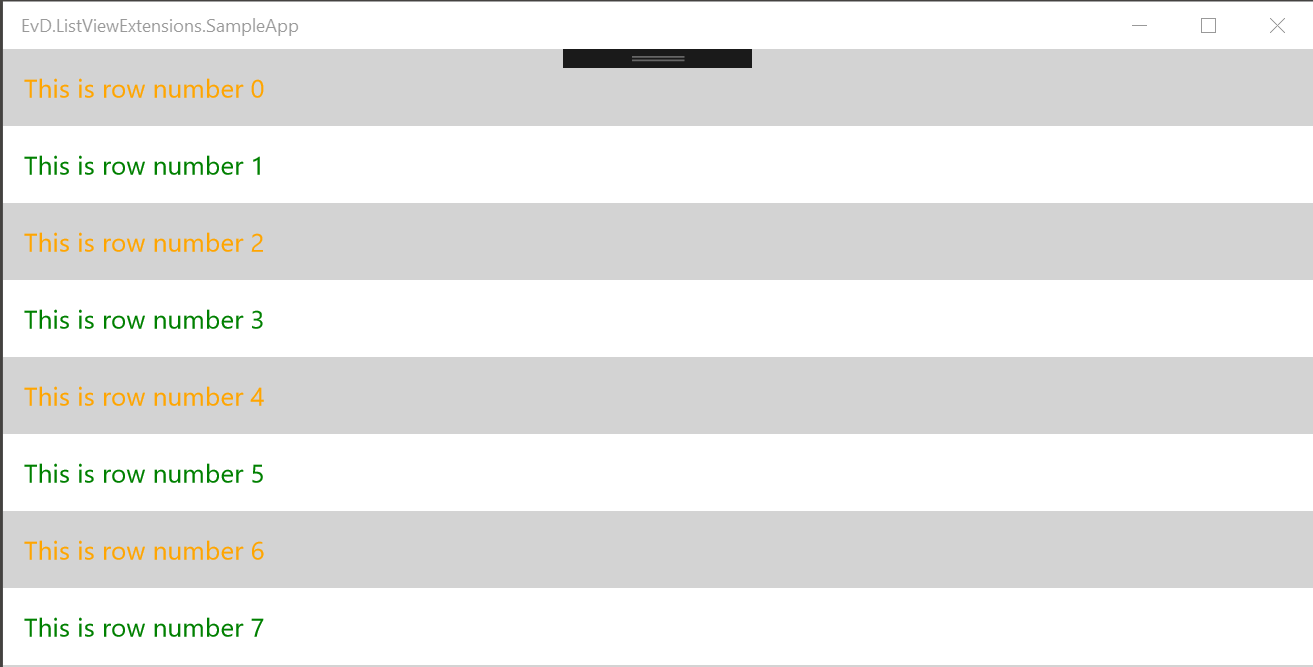 EvD.ListViewExtensions.SampleApp
This is row number 0
This is row number 1
This is row number 2
This is row number 3
This is row number 4
This is row number 5
This is row number 6
This is row number 7